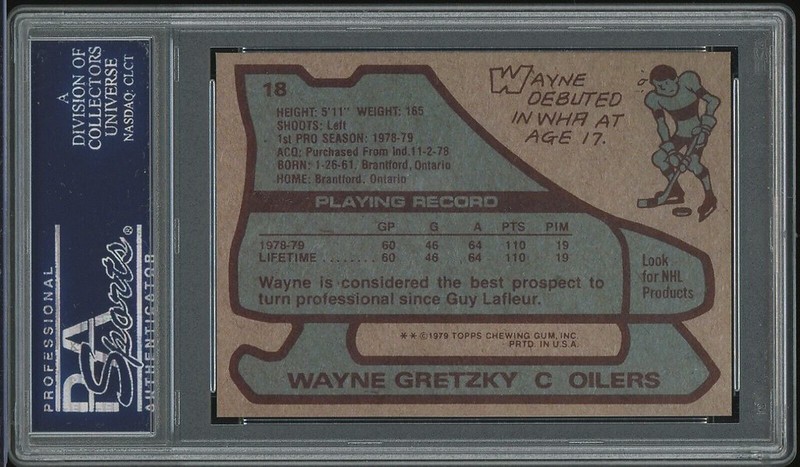 A
DIVISION OF
COLLECTORS
UNIVERSE
NASDAQ: CLCT
PROFESSIONAL
PSA
Sports®
AUTHENTICATOR
18
HEIGHT: 5'11" WEIGHT: 165
SHOOTS: Left
1st PRO SEASON: 1978-79
ACQ: Purchased From Ind. 11-2-78
BORN: 1-26-61, Brantford, Ontario
HOME: Brantford, Ontario
WAYNE
DEBUTED
IN WHA AT
AGE 17.
PLAYING RECORD
GP G A PTS PIM
1978-79 60 46 64 110 19
LIFETIME ........ 60 46 64 110 19
Wayne is considered the best prospect to
turn professional since Guy Lafleur.
Look
for NHL
Products
** ©1979 TOPPS CHEWING GUM, INC.
PRTD. IN U.S.A.
WAYNE GRETZKY C OILERS